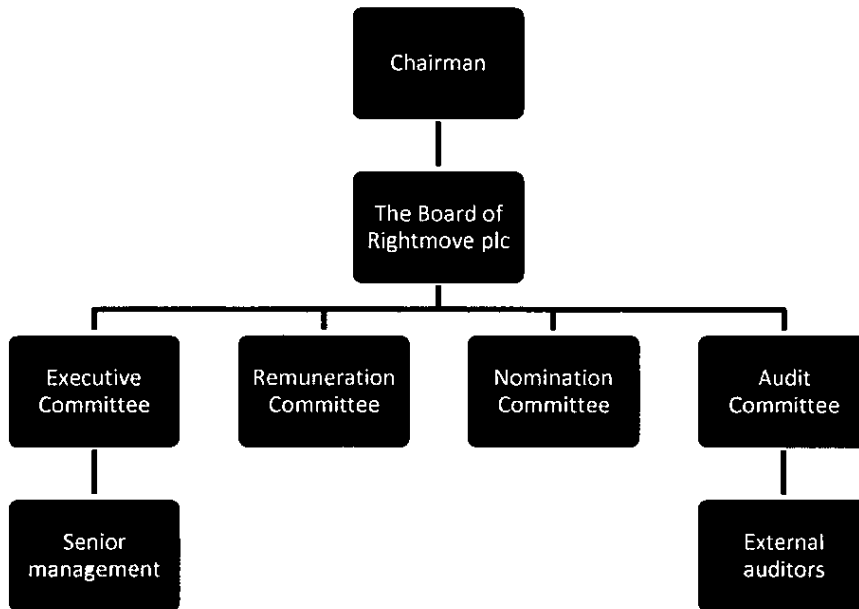 Chairman
The Board of
Rightmove plc
Executive
Committee
Remuneration
Committee
Nomination
Committee
Audit
Committee
Senior
management
External
auditors